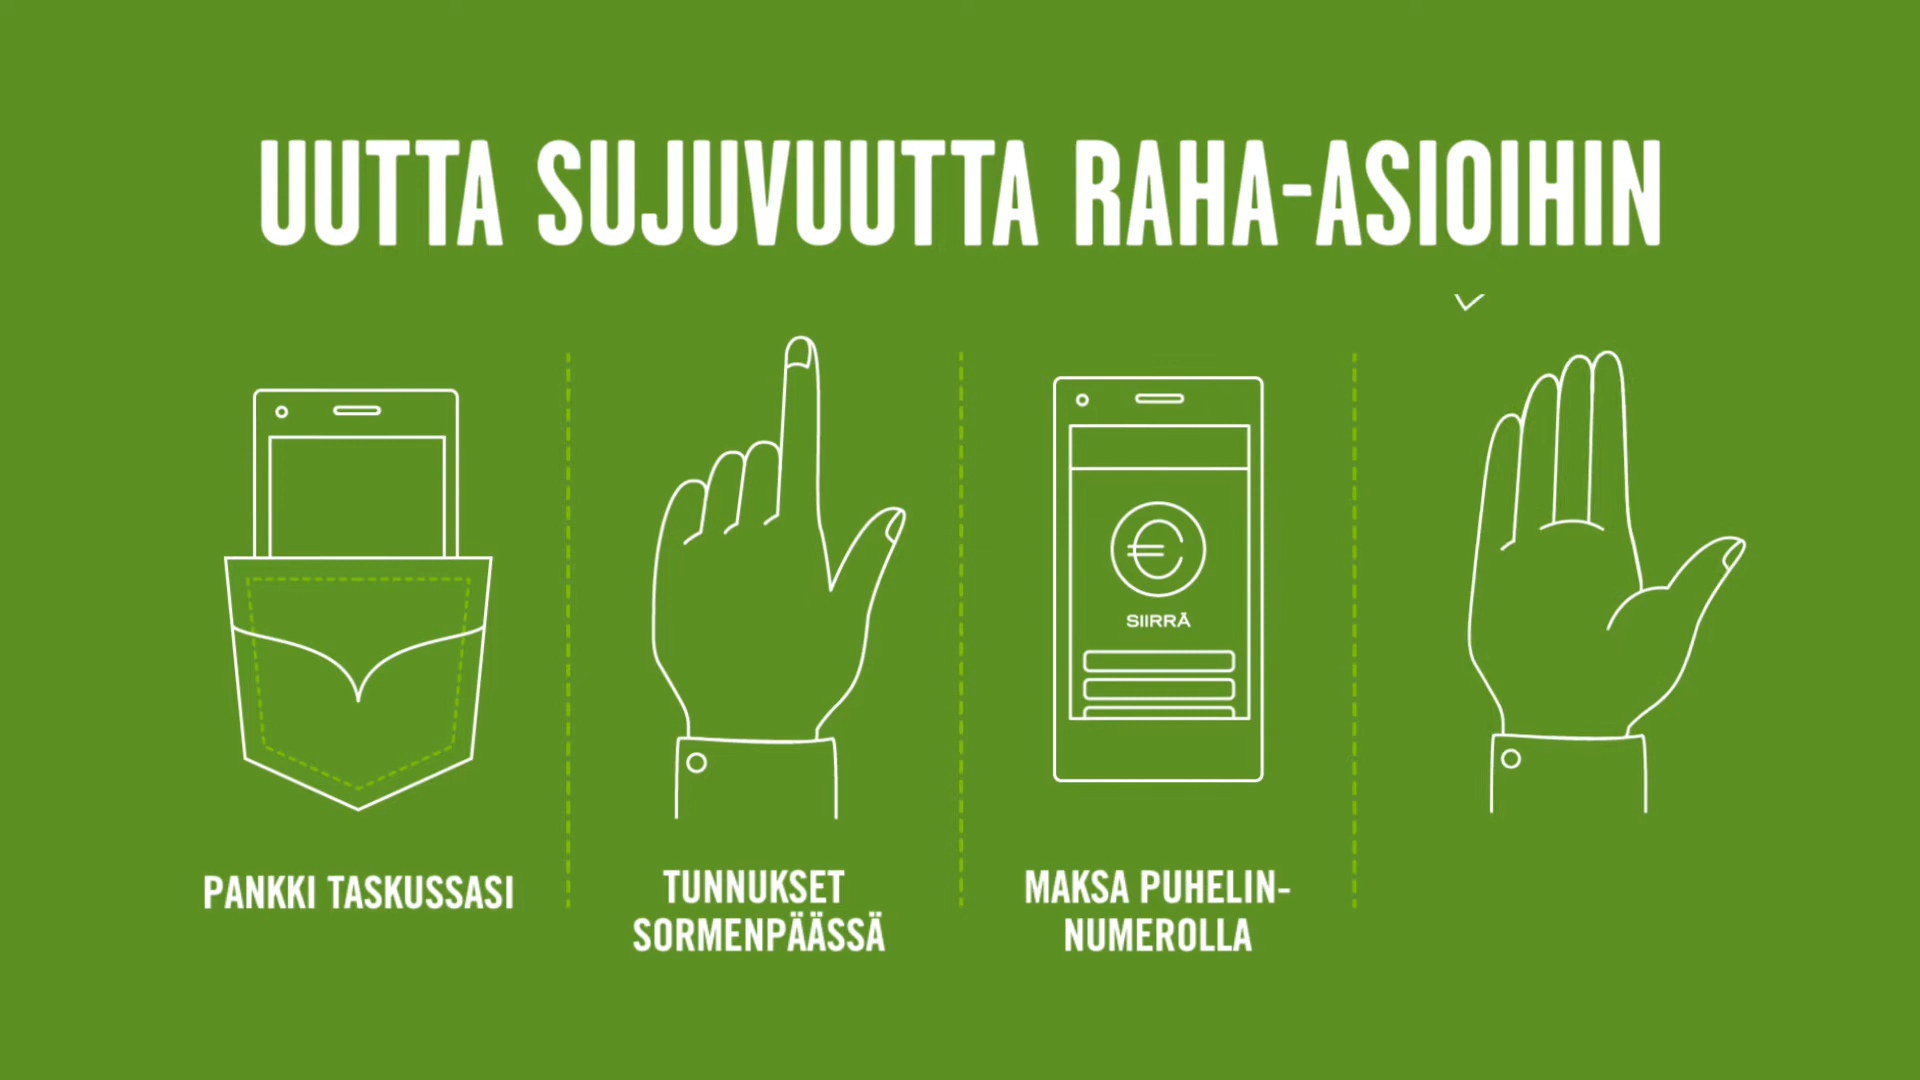 UUTTA SUJUVUUTTA RAHA-ASIOIHIN
€
SIIRRÄ
PANKKI TASKUSSASI
TUNNUKSET
SORMENPÄÄSSÄ
MAKSA PUHELIN-
NUMEROLLA